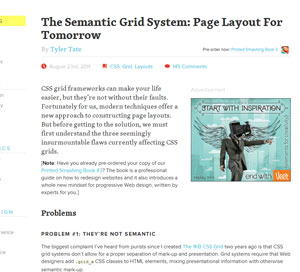 The Semantic Grid System: Page Layout For
Tomorrow
By Tyler Tate
Pre-order now: Printed Smashing Book 3
August 23rd, 2011
CSS, Grid, Layouts
145 Comments
Advertisement
CSS grid frameworks can make your life
easier, but they're not without their faults.
Fortunately for us, modern techniques offer a
new approach to constructing page layouts.
But before getting to the solution, we must
first understand the three seemingly
insurmountable flaws currently affecting CSS
grids.
START WITH INSPIRATION
end with
[Note: Have you already pre-ordered your copy of our
Printed Smashing Book #3? The book is a professional
guide on how to redesign websites and it also introduces a
whole new mindset for progressive Web design, written by
experts for you.]
Problems
PROBLEM #1: THEY'RE NOT SEMANTIC
The biggest complaint I've heard from purists since I created The 1KB CSS Grid two years ago is that CSS
grid systems don't allow for a proper separation of mark-up and presentation. Grid systems require that Web
designers add .grid_x CSS classes to HTML elements, mixing presentational information with otherwise
semantic mark-up.